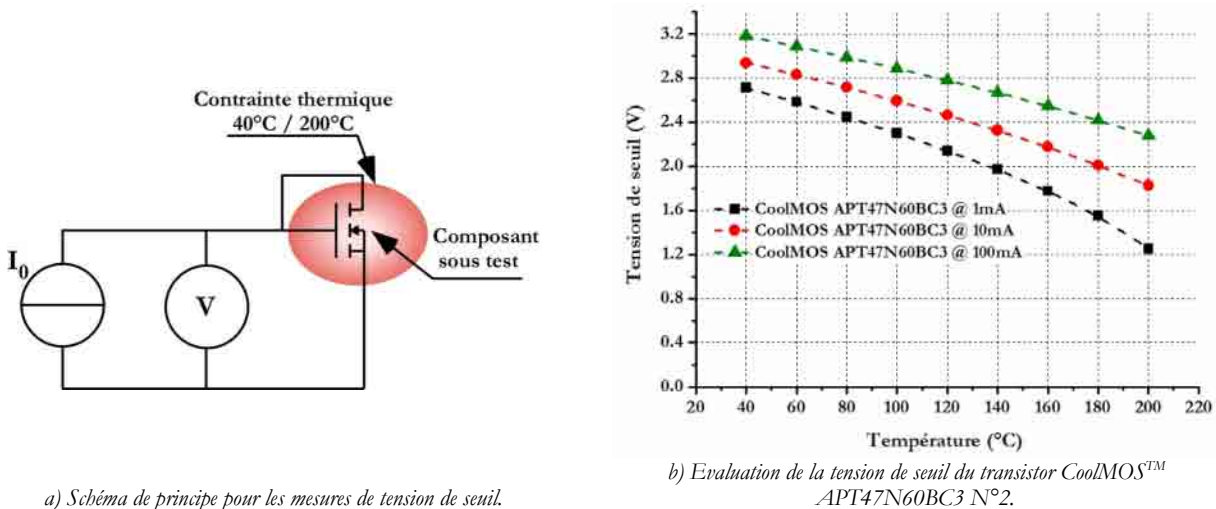 Contrainte thermique
40°C / 200°C
I0
V
Composant
sous test
a) Schéma de principe pour les mesures de tension de seuil.
Tension de seuil (V)
3.2
2.8
2.4
2.0
1.6
1.2
0.8
0.4
0.0
CoolMOS APT47N60BC3 @ 1mA
CoolMOS APT47N60BC3 @ 10mA
CoolMOS APT47N60BC3 @ 100mA
20 40 60 80 100 120 140 160 180 200 220
Température (°C)
b) Evaluation de la tension de seuil du transistor CoolMOS™
APT47N60BC3 N°2.